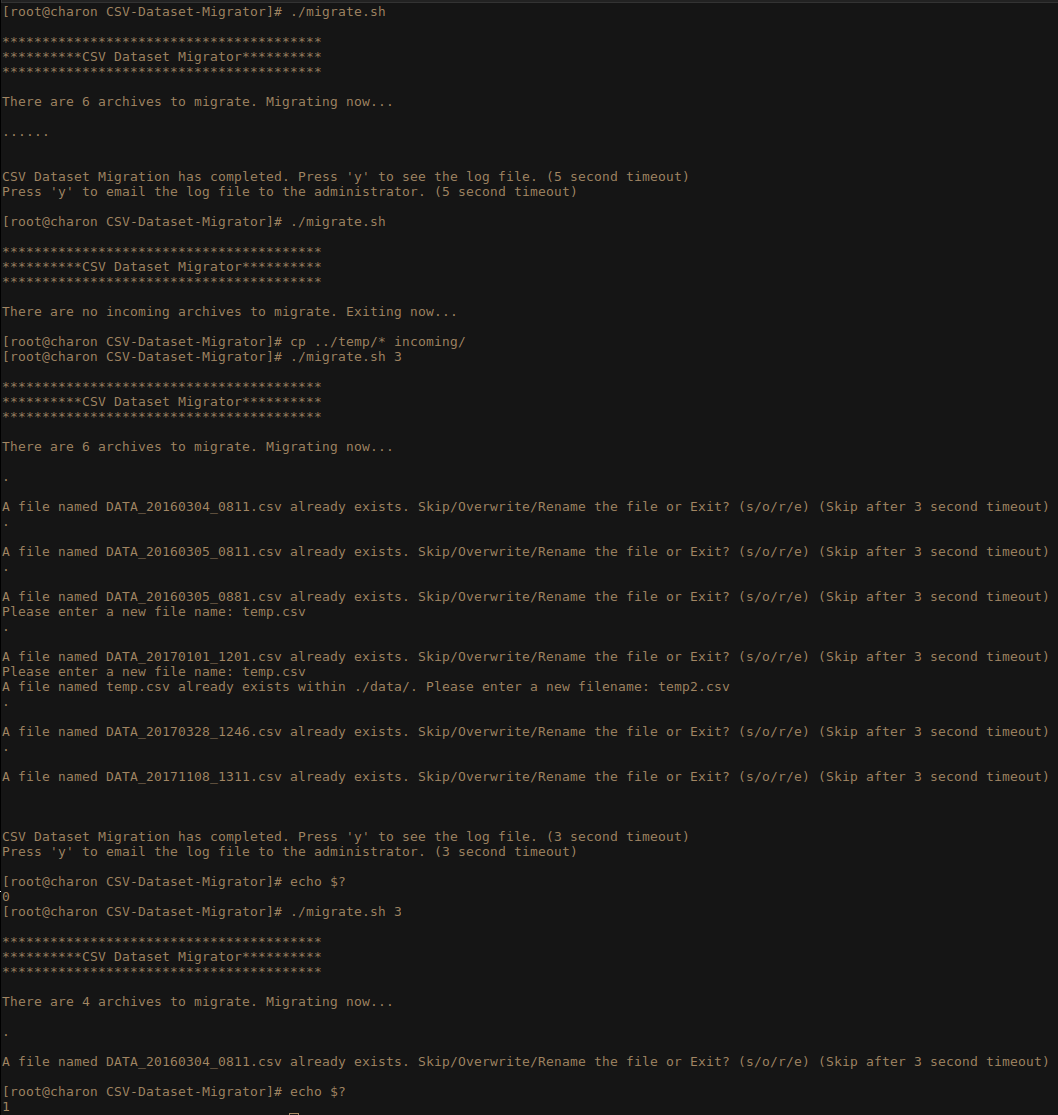 [root@charon CSV-Dataset-Migrator]# ./migrate.sh
****************************************
**********CSV Dataset Migrator**********
****************************************
There are 6 archives to migrate. Migrating now...
......
CSV Dataset Migration has completed. Press 'y' to see the log file. (5 second timeout)
Press 'y' to email the log file to the administrator. (5 second timeout)
[root@charon CSV-Dataset-Migrator]# ./migrate.sh
****************************************
**********CSV Dataset Migrator**********
****************************************
There are no incoming archives to migrate. Exiting now...
[root@charon CSV-Dataset-Migrator]# cp ../temp/* incoming/
[root@charon CSV-Dataset-Migrator]# ./migrate.sh 3
****************************************
**********CSV Dataset Migrator**********
****************************************
There are 6 archives to migrate. Migrating now...
.
A file named DATA_20160304_0811.csv already exists. Skip/Overwrite/Rename the file or Exit? (s/o/r/e) (Skip after 3 second timeout)
.
A file named DATA_20160305_0811.csv already exists. Skip/Overwrite/Rename the file or Exit? (s/o/r/e) (Skip after 3 second timeout)
.
A file named DATA_20160305_0881.csv already exists. Skip/Overwrite/Rename the file or Exit? (s/o/r/e) (Skip after 3 second timeout)
Please enter a new file name: temp.csv
.
A file named DATA_20170101_1201.csv already exists. Skip/Overwrite/Rename the file or Exit? (s/o/r/e) (Skip after 3 second timeout)
Please enter a new file name: temp.csv
A file named temp.csv already exists within ./data/. Please enter a new filename: temp2.csv
.
A file named DATA_20170328_1246.csv already exists. Skip/Overwrite/Rename the file or Exit? (s/o/r/e) (Skip after 3 second timeout)
.
A file named DATA_20171108_1311.csv already exists. Skip/Overwrite/Rename the file or Exit? (s/o/r/e) (Skip after 3 second timeout)
CSV Dataset Migration has completed. Press 'y' to see the log file. (3 second timeout)
Press 'y' to email the log file to the administrator. (3 second timeout)
[root@charon CSV-Dataset-Migrator]# echo $?
0
[root@charon CSV-Dataset-Migrator]# ./migrate.sh 3
****************************************
**********CSV Dataset Migrator**********
****************************************
There are 4 archives to migrate. Migrating now...
.
A file named DATA_20160304_0811.csv already exists. Skip/Overwrite/Rename the file or Exit? (s/o/r/e) (Skip after 3 second timeout)
[root@charon CSV-Dataset-Migrator]# echo $?
1